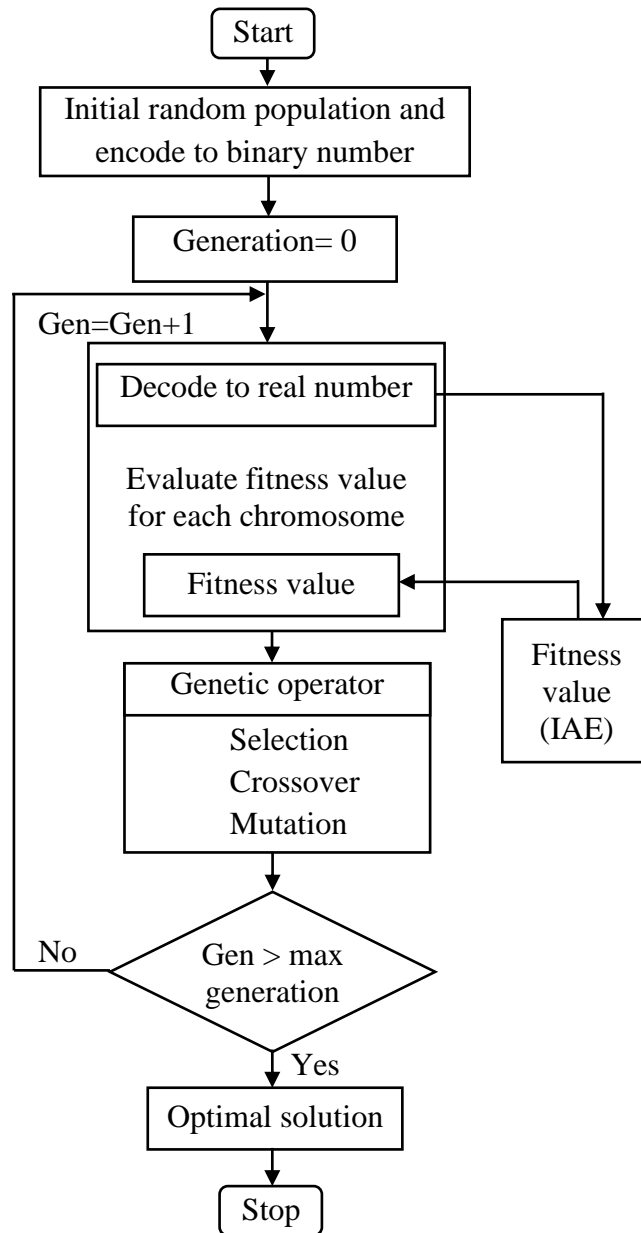 Start
Initial random population and
encode to binary number
Generation= 0
Gen=Gen+1
Decode to real number
Evaluate fitness value
for each chromosome
Fitness value
Fitness
value
(IAE)
Genetic operator
Selection
Crossover
Mutation
No
Gen > max
generation
Yes
Optimal solution
Stop